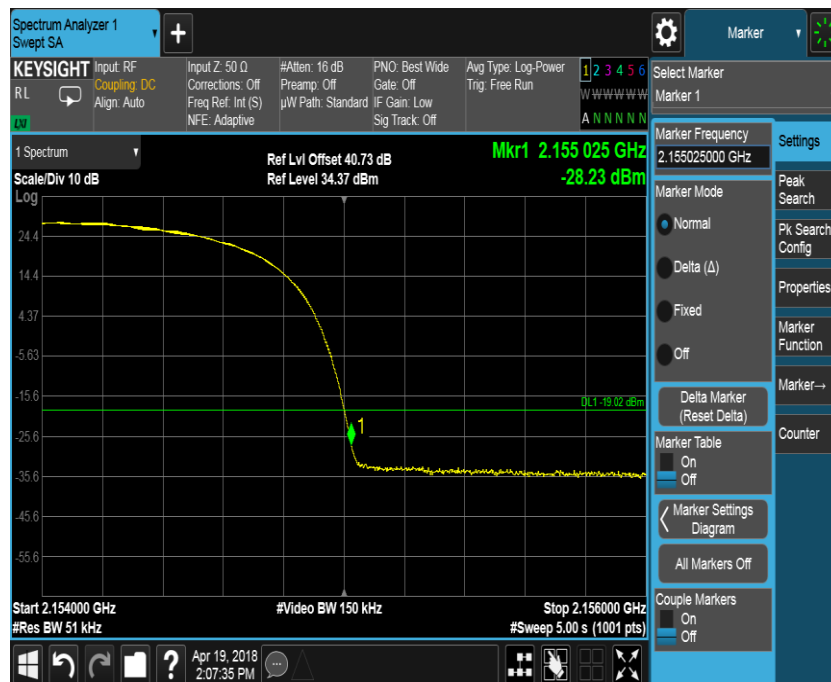 Spectrum Analyzer 1
Swept SA
+
Marker
KEYSIGHT
RL
LXI
Input: RF
Coupling: DC
Align: Auto
Input Z: 50 Ω
Corrections: Off
Freq Ref: Int (S)
NFE: Adaptive
#Atten: 16 dB
Preamp: Off
µW Path: Standard
PNO: Best Wide
Gate: Off
IF Gain: Low
Sig Track: Off
Avg Type: Log-Power
Trig: Free Run
1 2 3 4 5 6
W W W W W W
A N N N N N
Select Marker
Marker 1
1 Spectrum
Scale/Div 10 dB
Log
Ref Lvl Offset 40.73 dB
Ref Level 34.37 dBm
Mkr1 2.155 025 GHz
-28.23 dBm
24.4
14.4
4.37
-5.63
-15.6
-25.6
-35.6
-45.6
-55.6
DL1 -19.02 dBm
1
Start 2.154000 GHz
#Res BW 51 kHz
#Video BW 150 kHz
Stop 2.156000 GHz
#Sweep 5.00 s (1001 pts)
Marker Frequency
2.155025000 GHz
Marker Mode
Normal
Delta (Δ)
Fixed
Off
Delta Marker
(Reset Delta)
Marker Table
On
Off
Marker Settings
Diagram
All Markers Off
Couple Markers
On
Off
Settings
Peak
Search
Pk Search
Config
Properties
Marker
Function
Marker→
Counter
?
Apr 19, 2018
2:07:35 PM